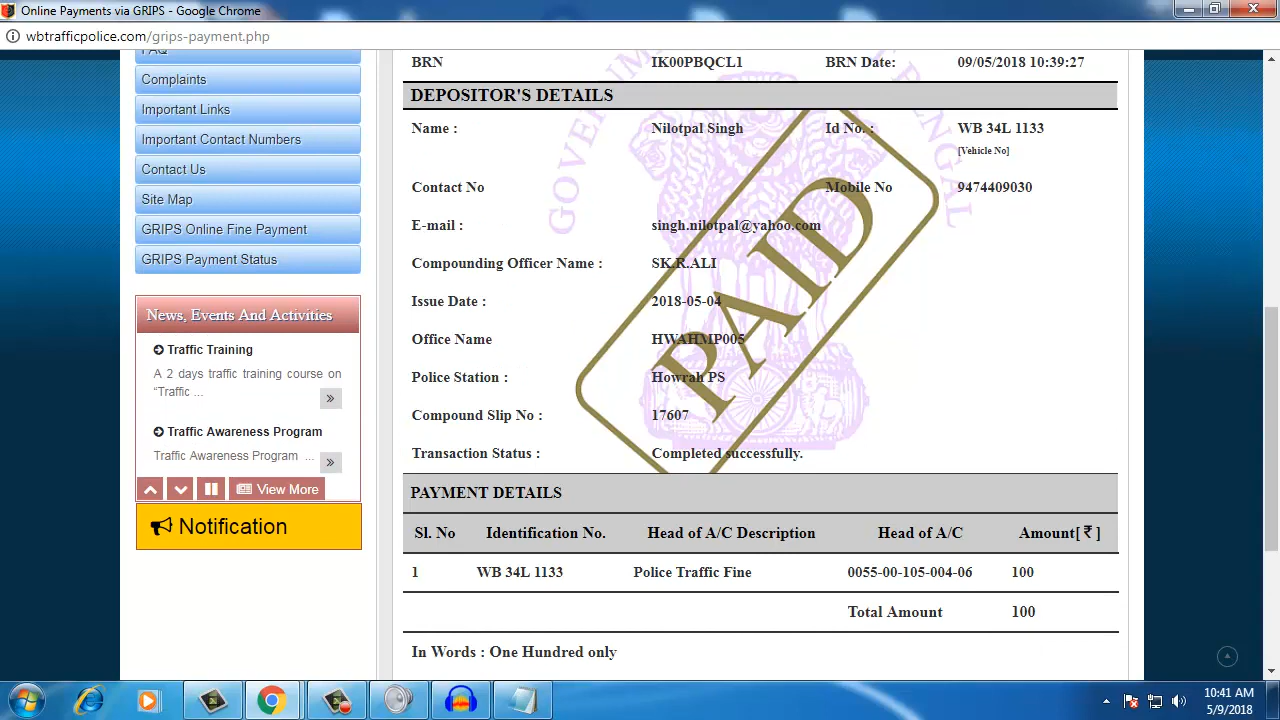 Online Payments via GRIPS - Google Chrome
wbtrafficpolice.com/grips-payment.php
FAQ
Complaints
Important Links
Important Contact Numbers
Contact Us
Site Map
GRIPS Online Fine Payment
GRIPS Payment Status
News, Events And Activities
Traffic Training
A 2 days traffic training course on
“Traffic ...
»
Traffic Awareness Program
Traffic Awareness Program ...
»
View More
Notification
BRN IK00PBQCL1 BRN Date: 09/05/2018 10:39:27
DEPOSITOR'S DETAILS
Name : Nilotpal Singh Id No. : WB 34L 1133
[Vehicle No]
Contact No Mobile No 9474409030
E-mail : singh.nilotpal@yahoo.com
Compounding Officer Name : SK.R.ALI
Issue Date : 2018-05-04
Office Name HWAHMP005
Police Station : Howrah PS
Compound Slip No : 17607
Transaction Status : Completed successfully.
PAID
PAYMENT DETAILS
Sl. No Identification No. Head of A/C Description Head of A/C Amount[ ₹ ]
1 WB 34L 1133 Police Traffic Fine 0055-00-105-004-06 100
Total Amount 100
In Words : One Hundred only
10:41 AM
5/9/2018